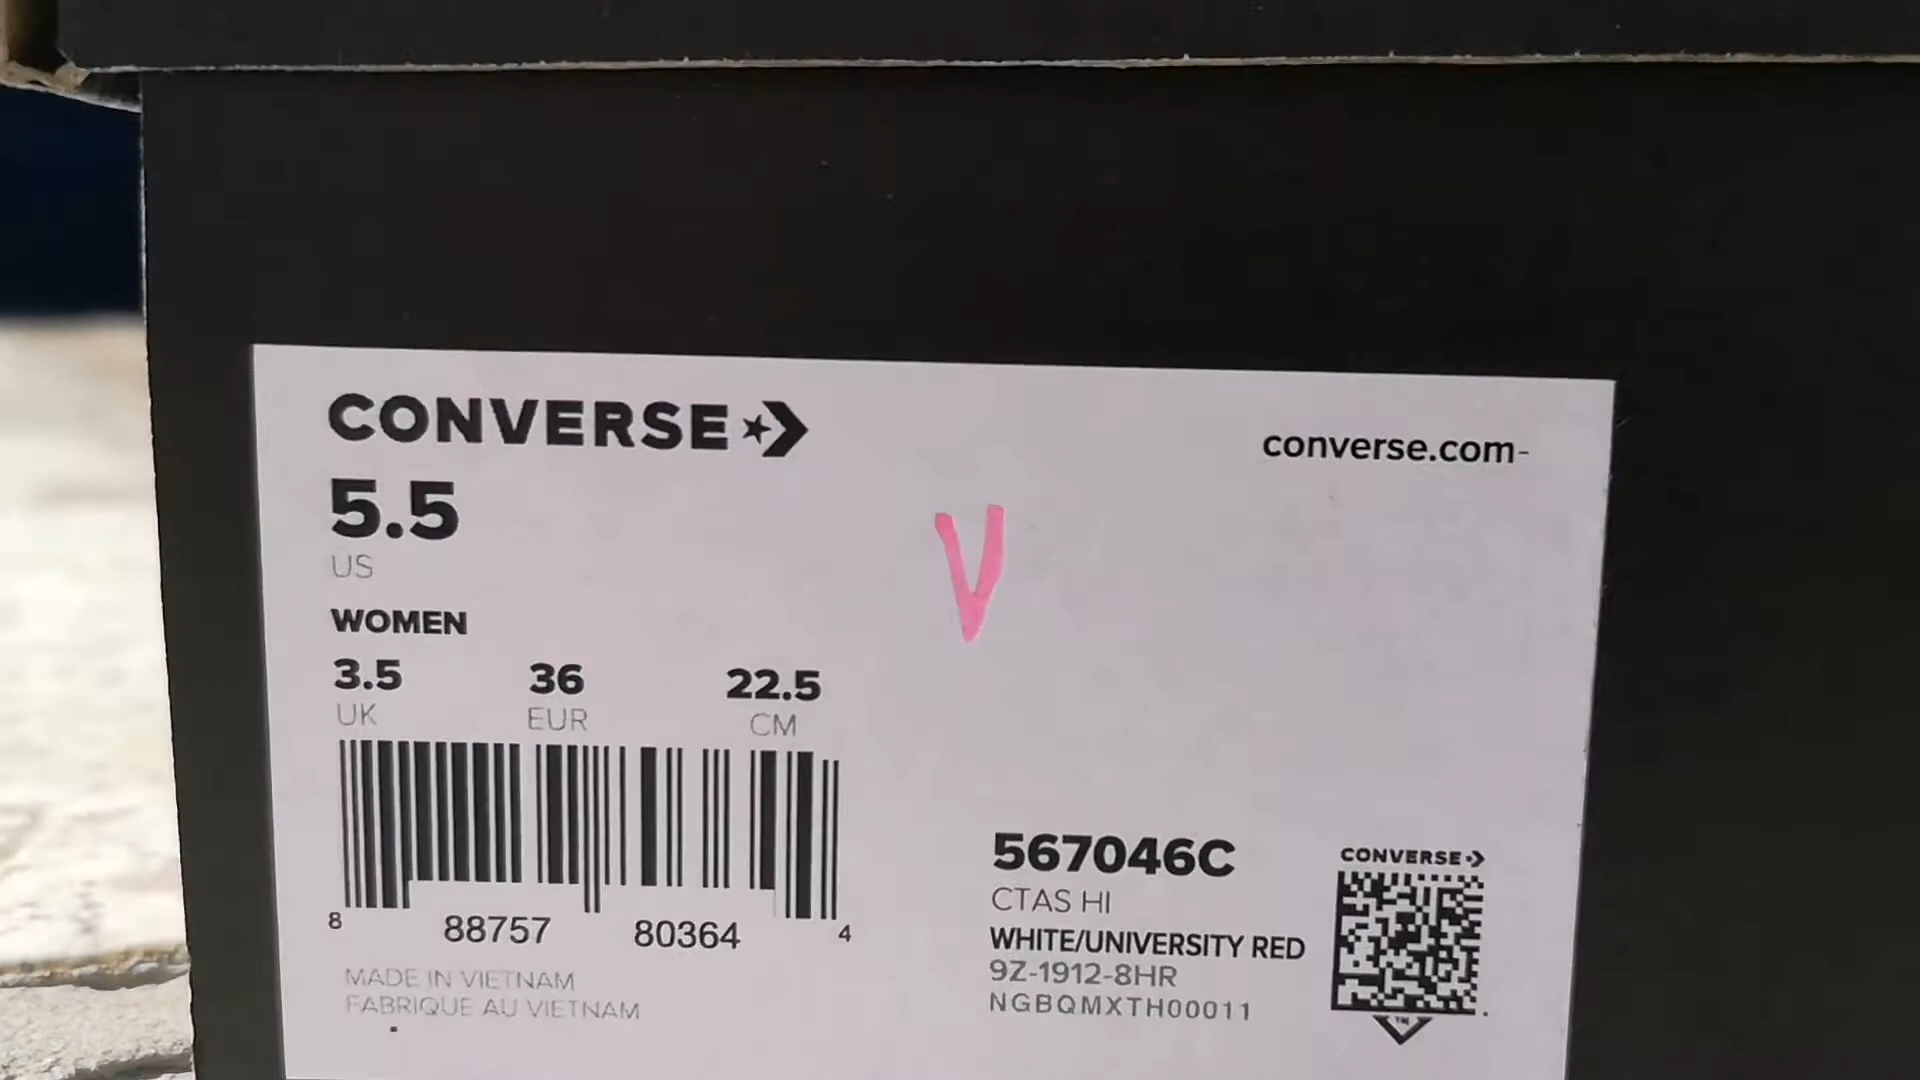 CONVERSE
converse.com-
5.5
US
V
WOMEN
3.5 36 22.5
UK EUR CM
8 88757 80364 4
MADE IN VIETNAM
FABRIQUE AU VIETNAM
567046C
CTAS HI
WHITE/UNIVERSITY RED
9Z-1912-8HR
NGBQMXTH00011
CONVERSE
TM